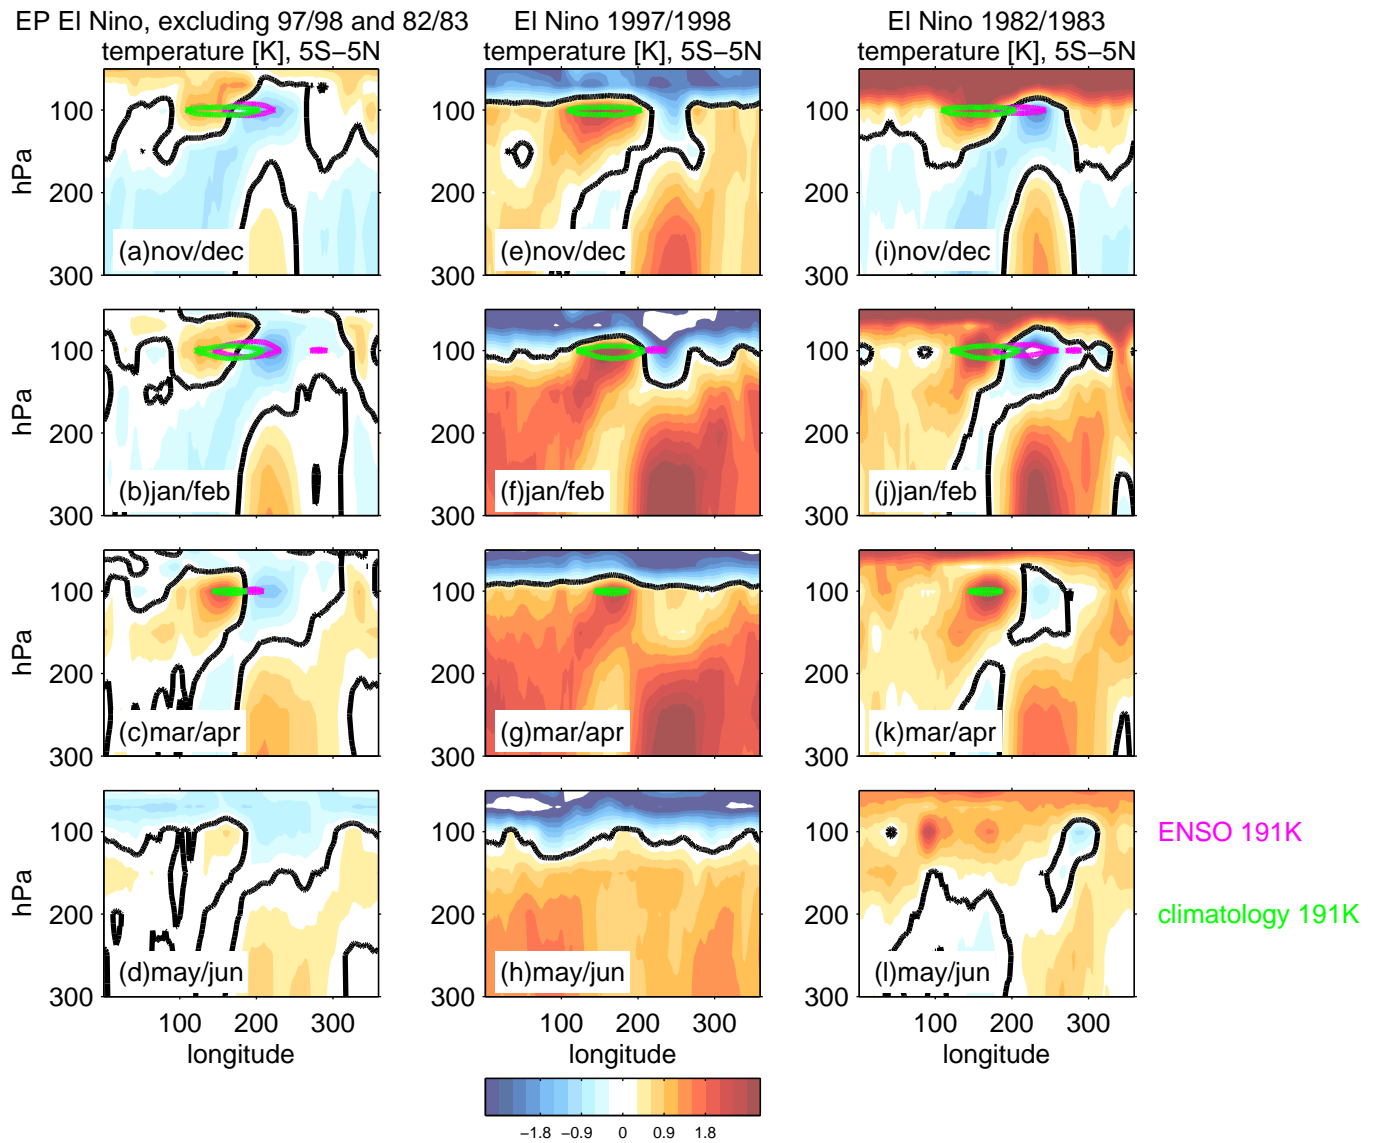 EP El Nino, excluding 97/98 and 82/83
temperature [K], 5S−5N
El Nino 1997/1998
temperature [K], 5S−5N
El Nino 1982/1983
temperature [K], 5S−5N
hPa
100
200
300
(a)nov/dec
100
200
300
(e)nov/dec
100
200
300
(i)nov/dec
hPa
100
200
300
(b)jan/feb
100
200
300
(f)jan/feb
100
200
300
(j)jan/feb
hPa
100
200
300
(c)mar/apr
100
200
300
(g)mar/apr
100
200
300
(k)mar/apr
hPa
100
200
300
(d)may/jun
100 200 300
longitude
100
200
300
(h)may/jun
100 200 300
longitude
100
200
300
(l)may/jun
100 200 300
longitude
ENSO 191K
climatology 191K
−1.8 −0.9 0 0.9 1.8